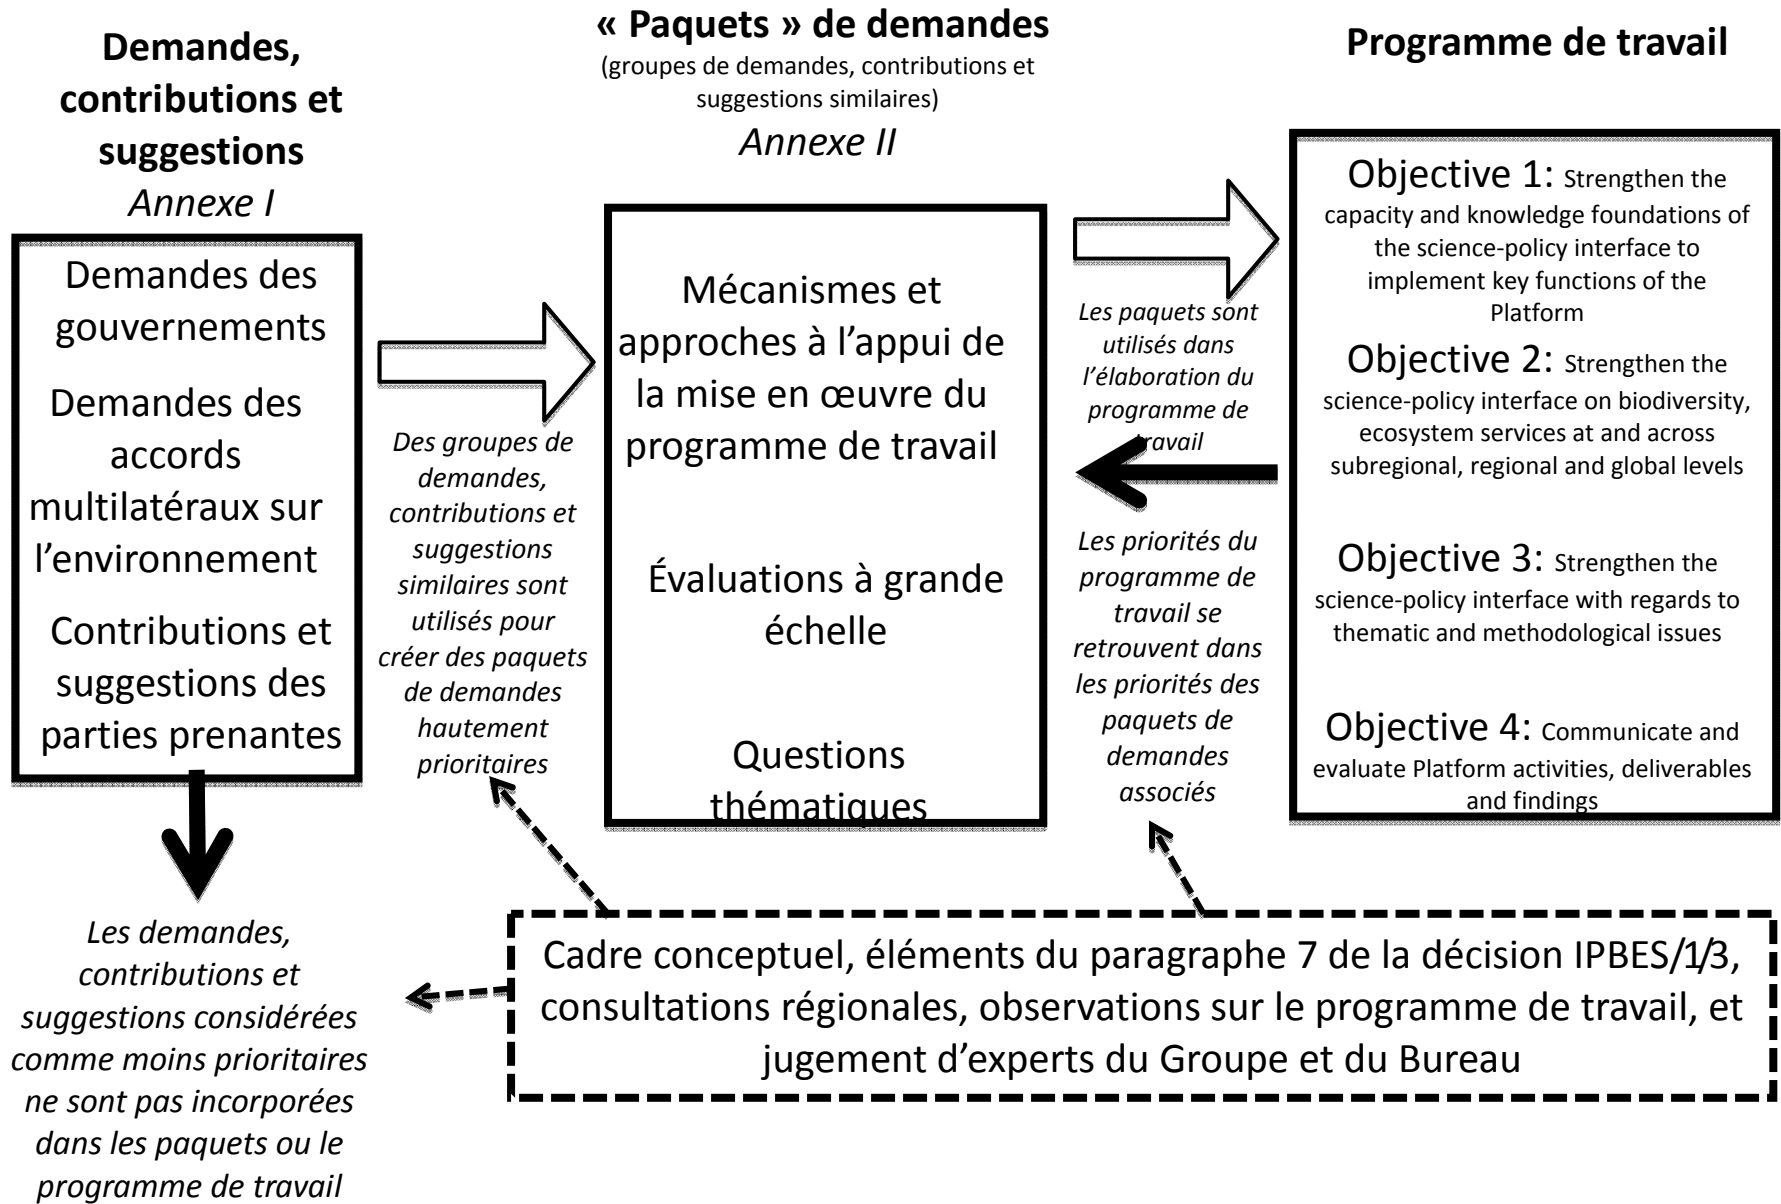 Demandes,
contributions et
suggestions
Annexe I
Demandes des
gouvernements
Demandes des
accords
multilatéraux sur
l'environnement
Contributions et
suggestions des
parties prenantes
Les demandes,
contributions et
suggestions considérées
comme moins prioritaires
ne sont pas incorporées
dans les paquets ou le
programme de travail
Des groupes de
demandes,
contributions et
suggestions
similaires sont
utilisés pour
créer des paquets
de demandes
hautement
prioritaires
« Paquets » de demandes
(groupes de demandes, contributions et
suggestions similaires)
Annexe II
Mécanismes et
approches à l'appui de
la mise en œuvre du
programme de travail
Évaluations à grande
échelle
Questions
thématiques
Les paquets sont
utilisés dans
l'élaboration du
programme de
travail
Les priorités du
programme de
travail se
retrouvent dans
les priorités des
paquets de
demandes
associés
Programme de travail
Objective 1: Strengthen the
capacity and knowledge foundations of
the science-policy interface to
implement key functions of the
Platform
Objective 2: Strengthen the
science-policy interface on biodiversity,
ecosystem services at and across
subregional, regional and global levels
Objective 3: Strengthen the
science-policy interface with regards to
thematic and methodological issues
Objective 4: Communicate and
evaluate Platform activities, deliverables
and findings
Cadre conceptuel, éléments du paragraphe 7 de la décision IPBES/1/3,
consultations régionales, observations sur le programme de travail, et
jugement d'experts du Groupe et du Bureau